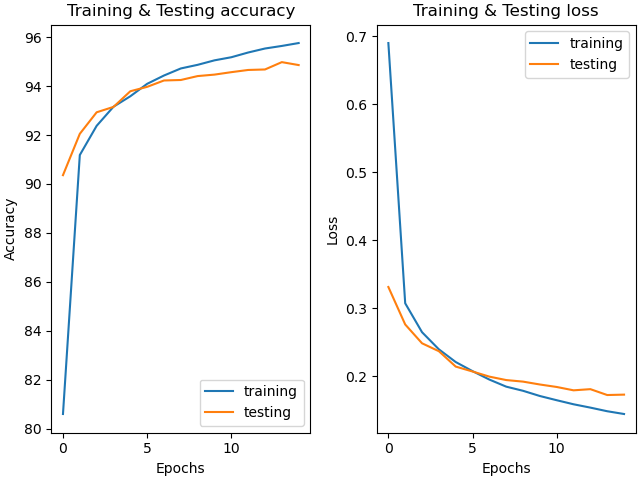 Training & Testing accuracy
96
94
92
90
88
86
84
82
80
Accuracy
0
5
10
Epochs
training
testing
Training & Testing loss
0.7
0.6
0.5
0.4
0.3
0.2
Loss
0
5
10
Epochs
training
testing